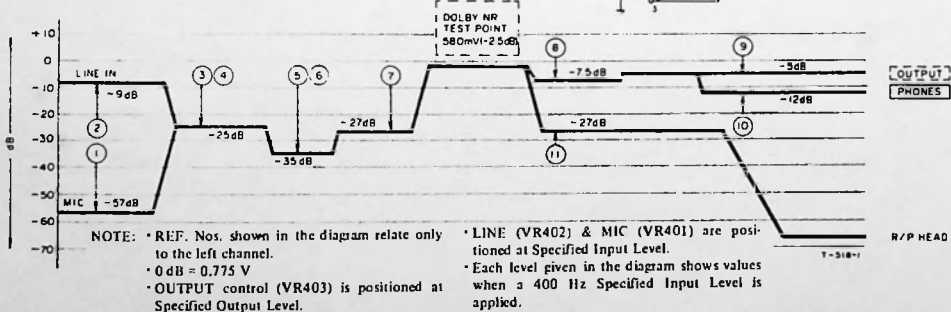 DOLBY NR
TEST POINT
580mV(-2.5dB)
+10
0
-10
-20
-30
-40
-50
-60
-70
dB
LINE IN
-9dB
2
1
MIC
-57dB
3 4
-25dB
5 6
-35dB
7
-27dB
8
-7.5dB
9
-5dB
-12dB
10
-27dB
11
OUTPUT
PHONES
R/P HEAD
T-518-1
NOTE: • REF. Nos. shown in the diagram relate only
to the left channel.
• 0 dB = 0.775 V
• OUTPUT control (VR403) is positioned at
Specified Output Level.
• LINE (VR402) & MIC (VR401) are posi-
tioned at Specified Input Level.
• Each level given in the diagram shows values
when a 400 Hz Specified Input Level is
applied.